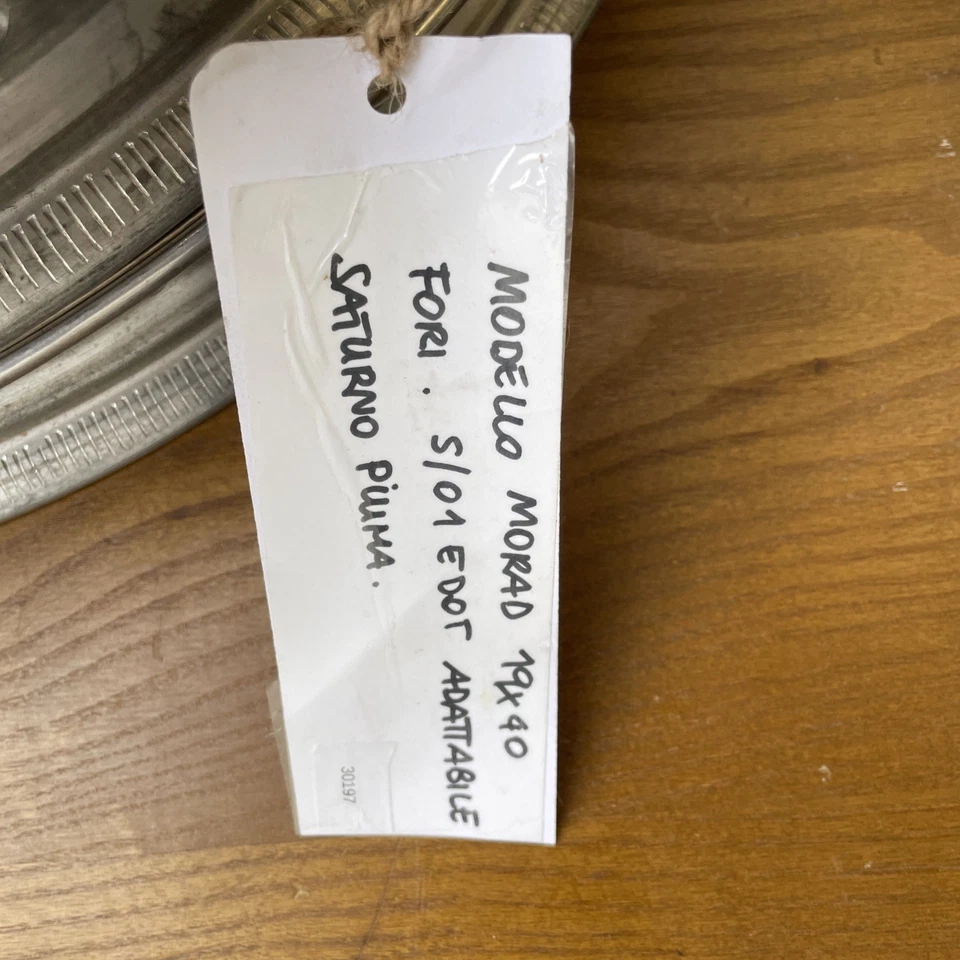 MODELLO MORAD 19X40
FORI. S/01 E DOT ADATTABILE
SATURNO PIUMA.
30197